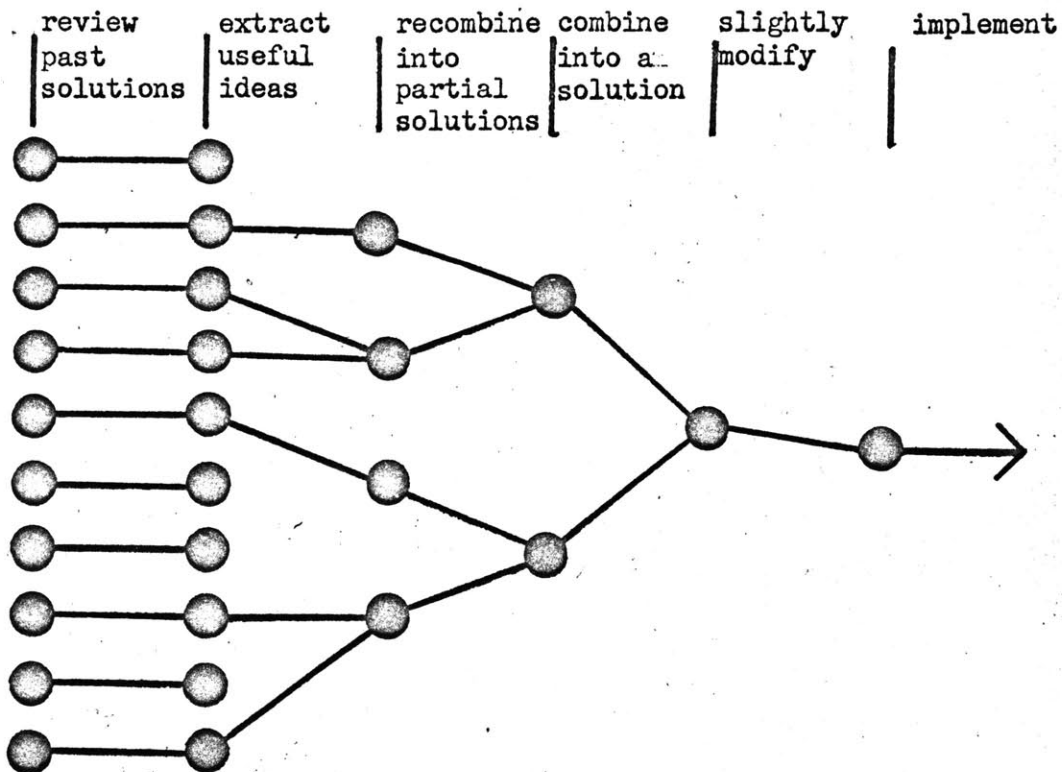 review
past
solutions
extract
useful
ideas
recombine
into
partial
solutions
combine
into a
solution
slightly
modify
implement